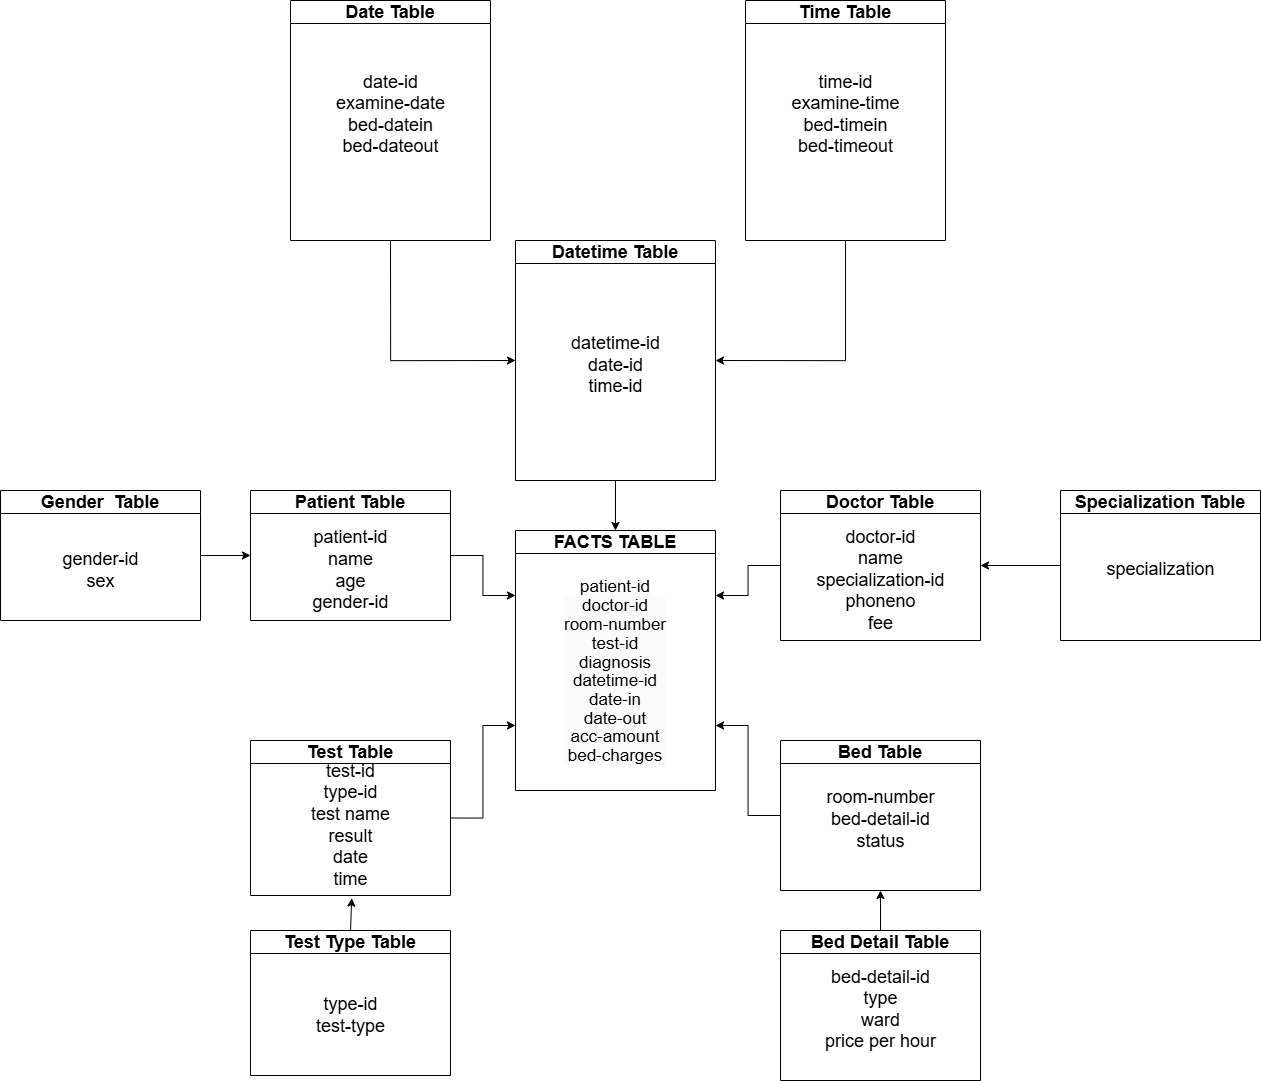 Date Table
date-id
examine-date
bed-datein
bed-dateout
Time Table
time-id
examine-time
bed-timein
bed-timeout
Datetime Table
datetime-id
date-id
time-id
Gender  Table
gender-id
sex
Patient Table
patient-id
name
age
gender-id
FACTS TABLE
patient-id
doctor-id
room-number
test-id
diagnosis
datetime-id
date-in
date-out
acc-amount
bed-charges
Doctor Table
doctor-id
name
specialization-id
phoneno
fee
Specialization Table
specialization
Test Table
test-id
type-id
test name
result
date
time
Bed Table
room-number
bed-detail-id
status
Test Type Table
type-id
test-type
Bed Detail Table
bed-detail-id
type
ward
price per hour